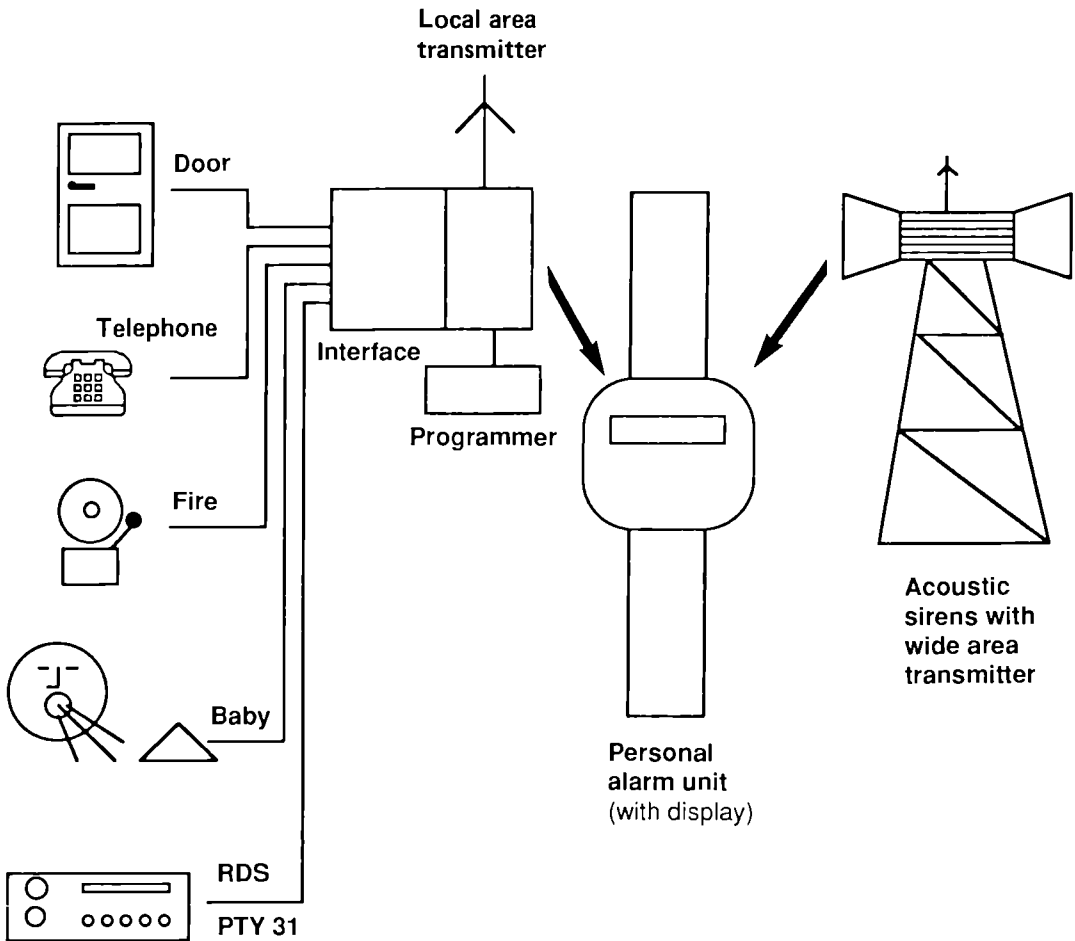 Local area
transmitter
Door
Telephone
Interface
Programmer
Fire
Baby
RDS
PTY 31
Personal
alarm unit
(with display)
Acoustic
sirens with
wide area
transmitter